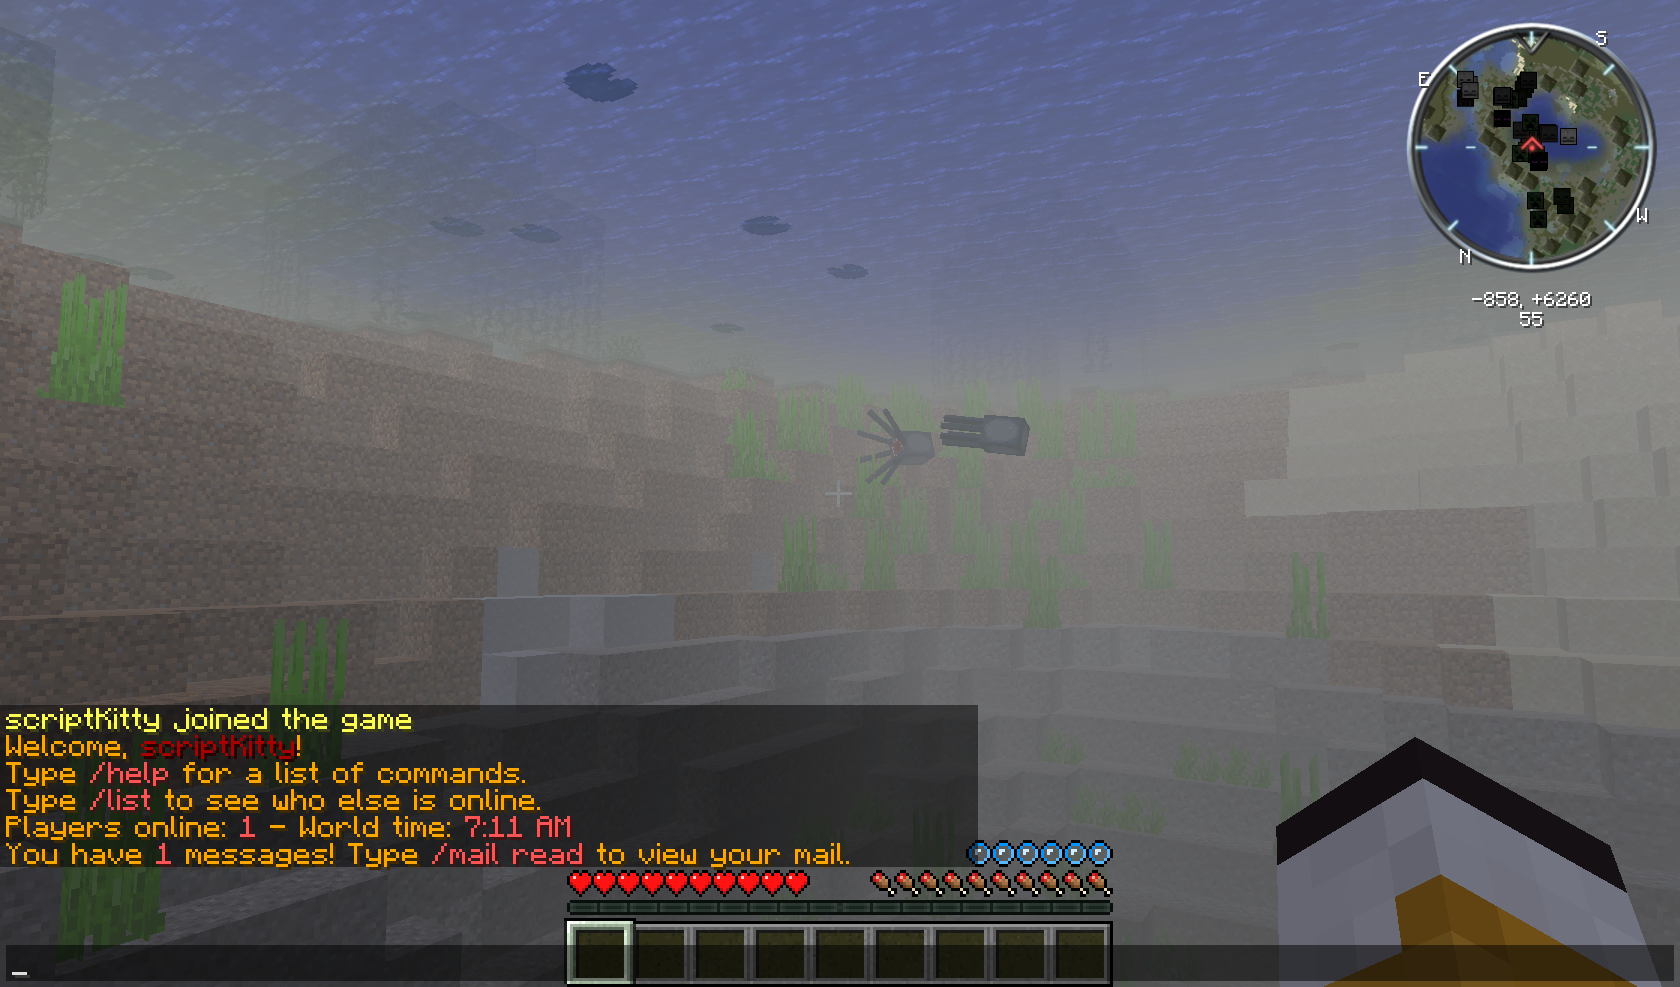 S
E
W
N
-858, +6260
55
scriptKitty joined the game
Welcome, scriptKitty!
Type /help for a list of commands.
Type /list to see who else is online.
Players online: 1 - World time: 7:11 AM
You have 1 messages! Type /mail read to view your mail.
_